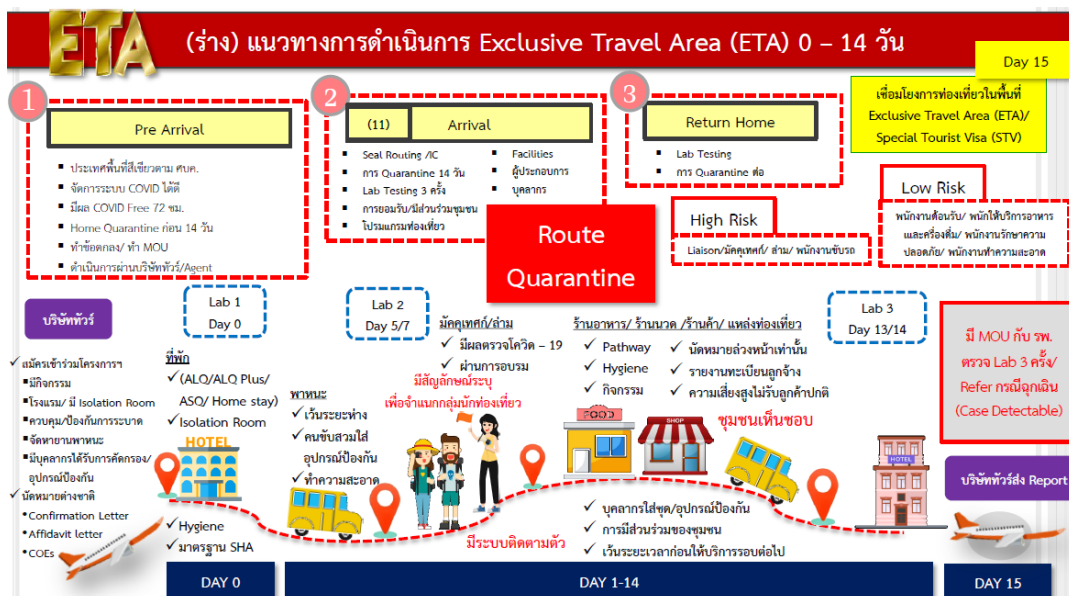 ETA
(ร่าง) แนวทางการดำเนินการ Exclusive Travel Area (ETA) 0 – 14 วัน
Day 15
1
Pre Arrival
▪ ประเทศพื้นที่สีเขียวตาม ศบค.
▪ จัดการระบบ COVID ได้ดี
▪ มีผล COVID Free 72 ชม.
▪ Home Quarantine ก่อน 14 วัน
▪ ทำข้อตกลง/ ทำ MOU
▪ ดำเนินการผ่านบริษัททัวร์/Agent
2
(11) Arrival
▪ Seal Routing /IC
▪ การ Quarantine 14 วัน
▪ Lab Testing 3 ครั้ง
▪ การยอมรับ/มีส่วนร่วมชุมชน
▪ โปรแกรมท่องเที่ยว
▪ Facilities
▪ ผู้ประกอบการ
▪ บุคลากร
3
Return Home
▪ Lab Testing
▪ การ Quarantine ต่อ
เชื่อมโยงการท่องเที่ยวในพื้นที่
Exclusive Travel Area (ETA)/
Special Tourist Visa (STV)
Route
Quarantine
High Risk
Liaison/มัคคุเทศก์/ ล่าม/ พนักงานขับรถ
Low Risk
พนักงานต้อนรับ/ พนักให้บริการอาหาร
และเครื่องดื่ม/ พนักงานรักษาความ
ปลอดภัย/ พนักงานทำความสะอาด
บริษัททัวร์
✓ สมัครเข้าร่วมโครงการฯ
▪มีกิจกรรม
▪โรงแรม/ มี Isolation Room
▪ควบคุม/ป้องกันการระบาด
▪จัดหายานพาหนะ
▪มีบุคลากรได้รับการคัดกรอง/
อุปกรณ์ป้องกัน
✓ นัดหมายต่างชาติ
•Confirmation Letter
•Affidavit letter
•COEs
Lab 1
Day 0
ที่พัก
✓(ALQ/ALQ Plus/
ASQ/ Home stay)
✓Isolation Room
HOTEL
✓Hygiene
✓มาตรฐาน SHA
พาหนะ
✓เว้นระยะห่าง
✓คนขับสวมใส่
อุปกรณ์ป้องกัน
✓ทำความสะอาด
Lab 2
Day 5/7
มัคคุเทศก์/ล่าม
✓ มีผลตรวจโควิด – 19
✓ ผ่านการอบรม
มีสัญลักษณ์ระบุ
เพื่อจำแนกกลุ่มนักท่องเที่ยว
ร้านอาหาร/ ร้านนวด /ร้านค้า/ แหล่งท่องเที่ยว
✓ Pathway
✓ Hygiene
✓ กิจกรรม
✓ นัดหมายล่วงหน้าเท่านั้น
✓ รายงานทะเบียนลูกจ้าง
✓ ความเสี่ยงสูงไม่รับลูกค้าปกติ
FOOD
SHOP
ชุมชนเห็นชอบ
Lab 3
Day 13/14
HOTEL
มี MOU กับ รพ.
ตรวจ Lab 3 ครั้ง/
Refer กรณีฉุกเฉิน
(Case Detectable)
บริษัททัวร์ส่ง Report
มีระบบติดตามตัว
✓ บุคลากรใส่ชุด/อุปกรณ์ป้องกัน
✓ การมีส่วนร่วมของชุมชน
✓ เว้นระยะเวลาก่อนให้บริการรอบต่อไป
DAY 0
DAY 1-14
DAY 15